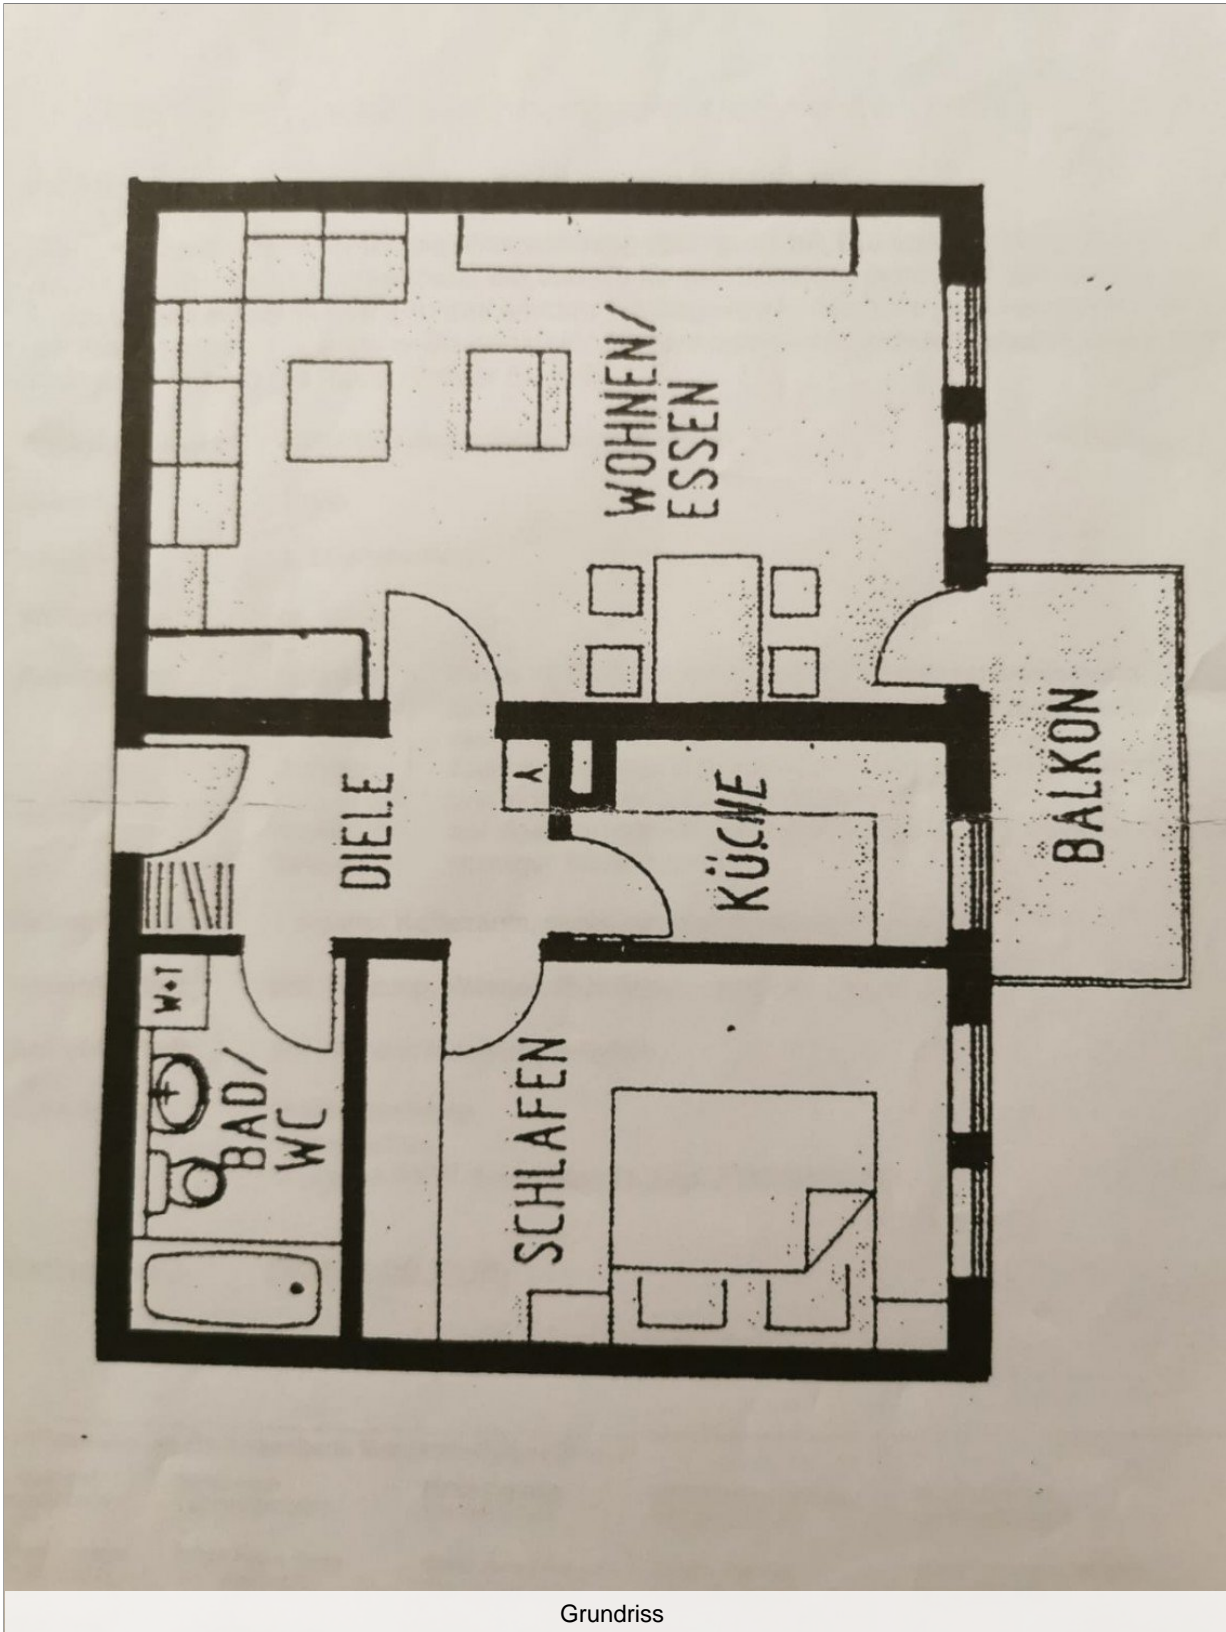 WOHNEN/
ESSEN
DIELE
A
KÜCHE
BALKON
W+T
BAD/
WC
SCHLAFEN
Grundriss